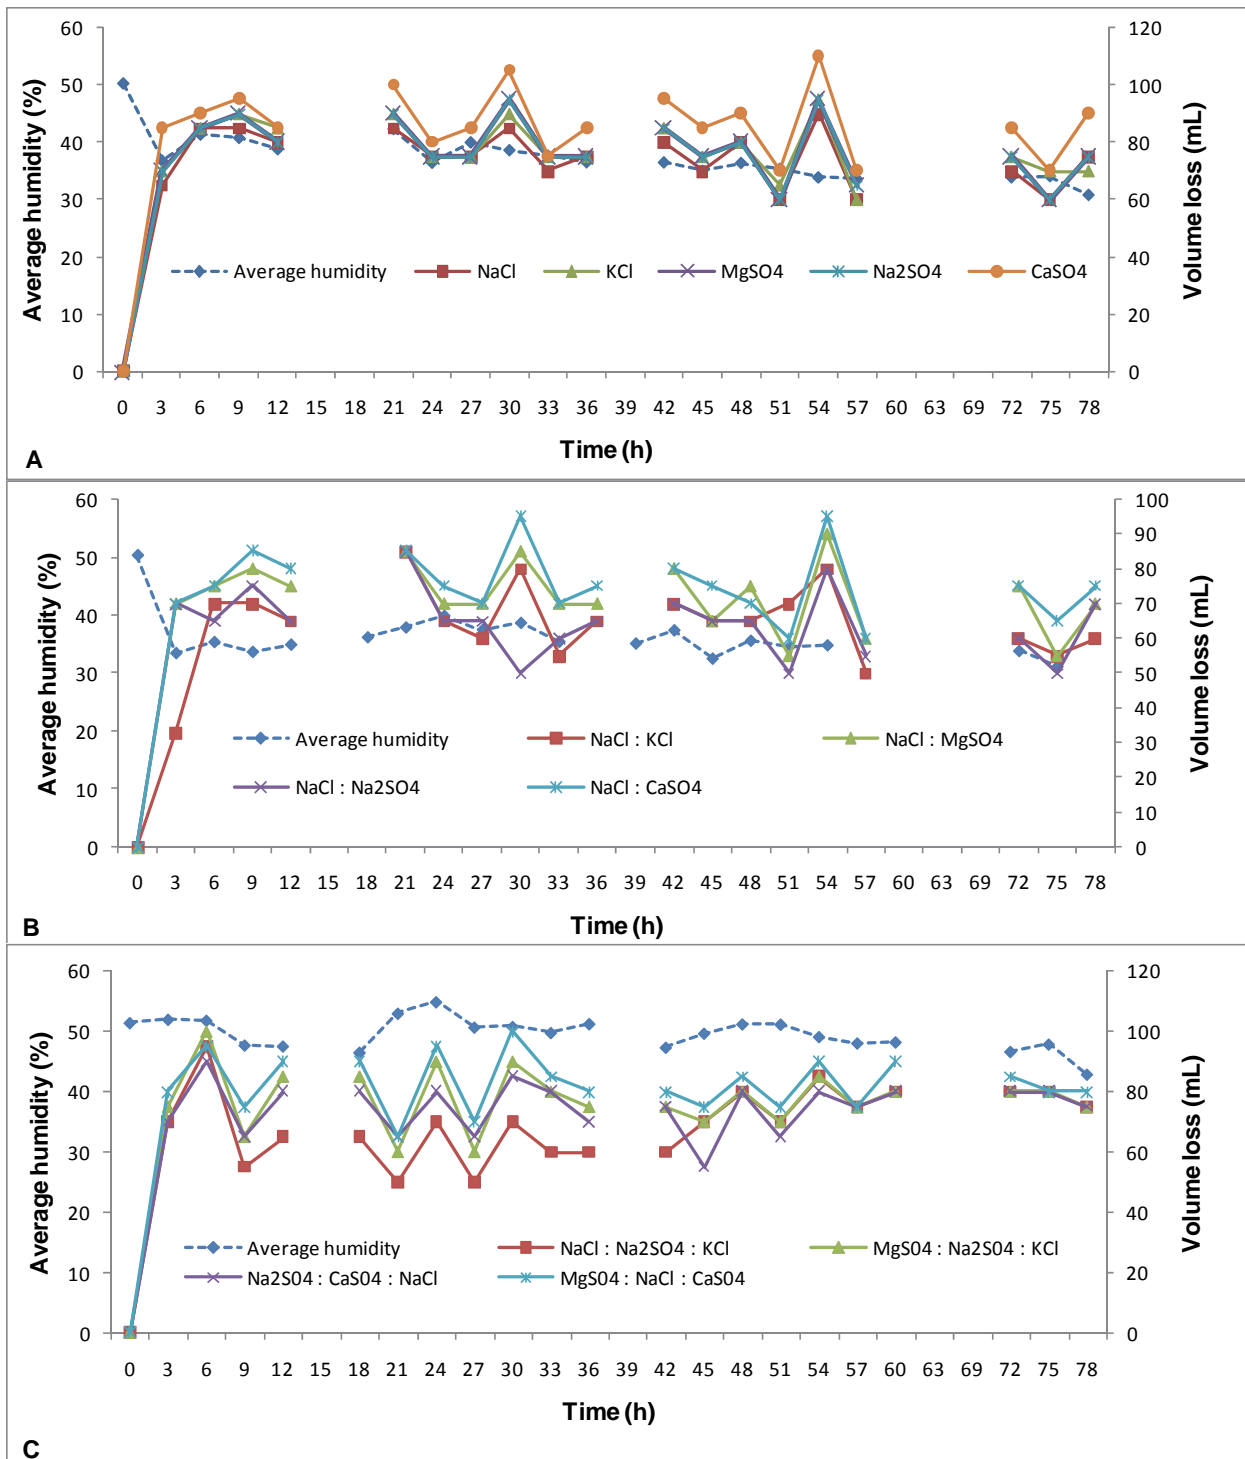 60
50
40
30
20
10
0
120
100
80
60
40
20
0
Average humidity (%)
Volume loss (mL)
Average humidity NaCl KCl MgSO4 Na2SO4 CaSO4
0 3 6 9 12 15 18 21 24 27 30 33 36 39 42 45 48 51 54 57 60 63 69 72 75 78
Time (h)
A
60
50
40
30
20
10
0
100
90
80
70
60
50
40
30
20
10
0
Average humidity (%)
Volume loss (mL)
Average humidity NaCl : KCl NaCl : MgSO4
NaCl : Na2SO4 NaCl : CaSO4
0 3 6 9 12 18 21 24 27 30 33 36 39 42 45 48 51 54 57 60 63 69 72 75 78
Time (h)
B
60
50
40
30
20
10
0
120
100
80
60
40
20
0
Average humidity (%)
Volume loss (mL)
Average humidity NaCl : Na2SO4 : KCl MgS04 : Na2S04 : KCl
Na2S04 : CaS04 : NaCl MgS04 : NaCl : CaS04
0 3 6 9 12 15 18 21 24 27 30 33 36 39 42 45 48 51 54 57 60 63 69 72 75 78
Time (h)
C